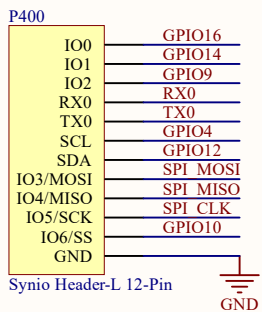 P400
IO0 GPIO16
IO1 GPIO14
IO2 GPIO9
RX0 RX0
TX0 TX0
SCL GPIO4
SDA GPIO12
IO3/MOSI SPI_MOSI
IO4/MISO SPI_MISO
IO5/SCK SPI_CLK
IO6/SS GPIO10
GND
Synio Header-L 12-Pin
GND